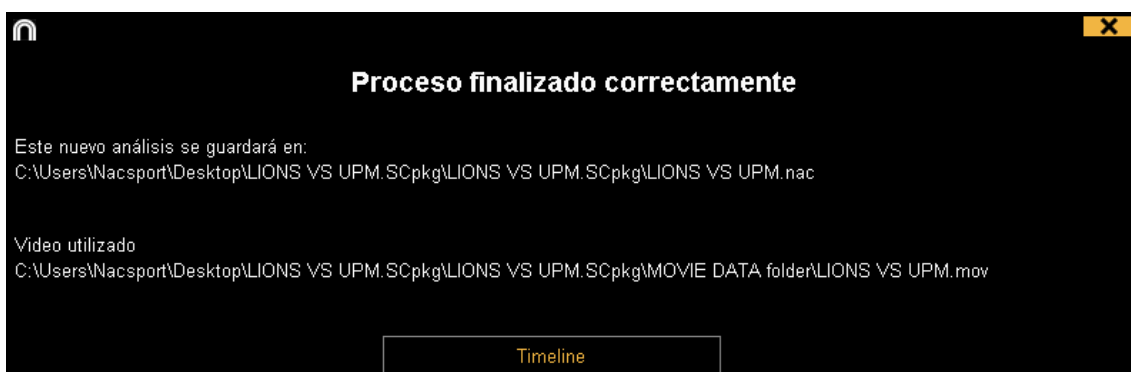 Proceso finalizado correctamente
Este nuevo análisis se guardará en:
C:\Users\Nacsport\Desktop\LIONS VS UPM.SCpkg\LIONS VS UPM.SCpkg\LIONS VS UPM.nac
Video utilizado
C:\Users\Nacsport\Desktop\LIONS VS UPM.SCpkg\LIONS VS UPM.SCpkg\MOVIE DATA folder\LIONS VS UPM.mov
Timeline